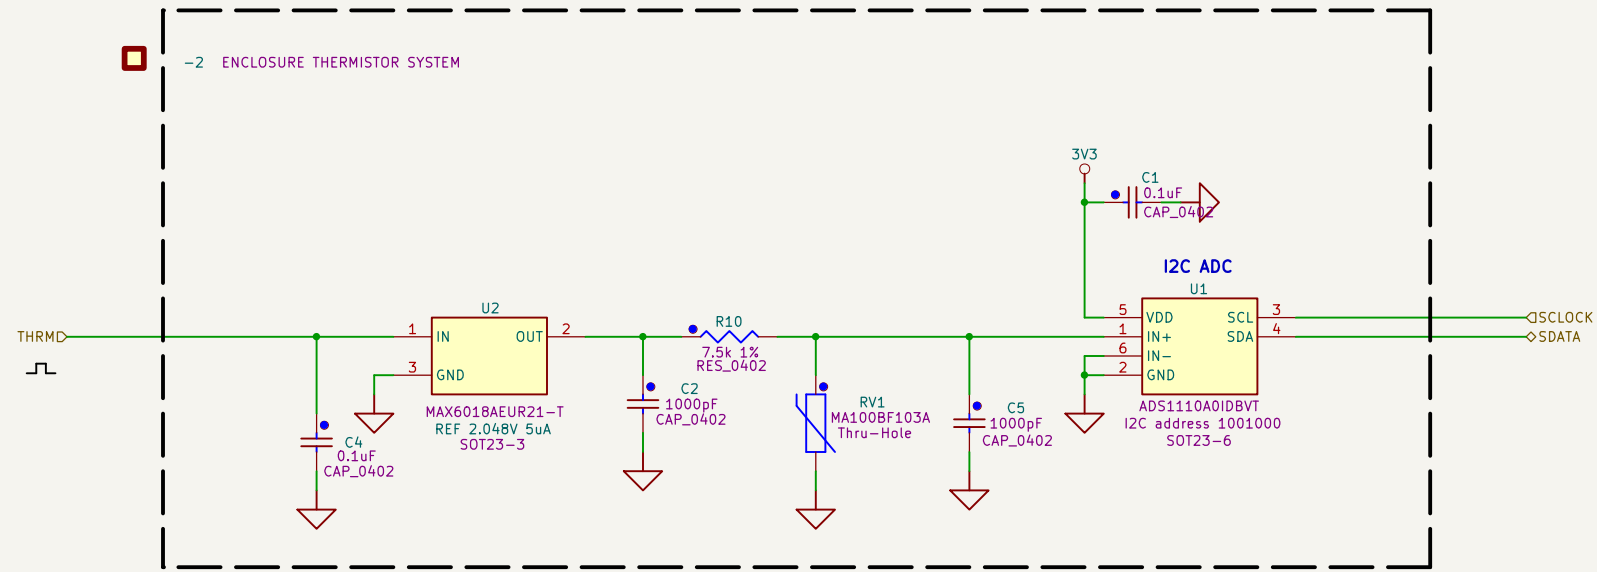 -2 ENCLOSURE THERMISTOR SYSTEM
3V3
C1
0.1uF
CAP_0402
I2C ADC
U1
5 VDD SCL 3
1 IN+ SDA 4
6 IN-
2 GND
ADS1110A0IDBVT
I2C address 1001000
SOT23-6
SCLOCK
SDATA
THRM
U2
1 IN OUT 2
3 GND
MAX6018AEUR21-T
REF 2.048V 5uA
SOT23-3
R10
7.5k 1%
RES_0402
C2
1000pF
CAP_0402
RV1
MA100BF103A
Thru-Hole
C5
1000pF
CAP_0402
C4
0.1uF
CAP_0402